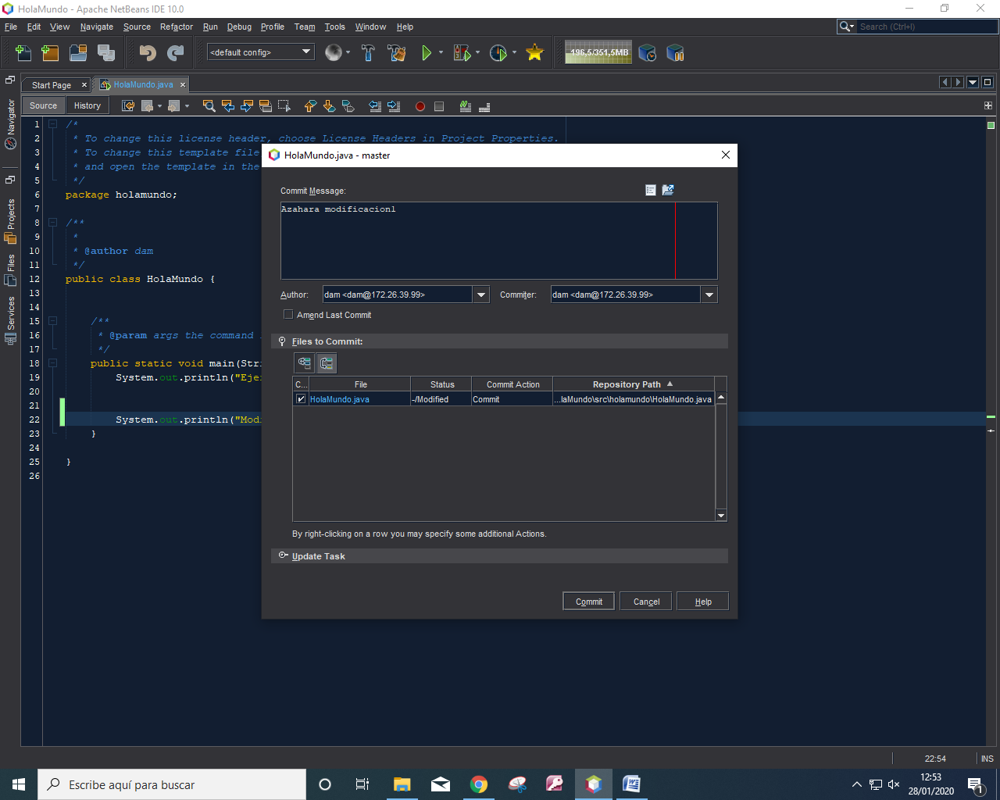 HolaMundo - Apache NetBeans IDE 10.0
File Edit View Navigate Source Refactor Run Debug Profile Team Tools Window Help
Search (Ctrl+I)
<default config>
196,5/351,5MB
Start Page
HolaMundo.java
Source History
Navigator
Projects
Files
Services
1 /*
2 * To change this license header, choose License Headers in Project Properties.
3 * To change this template file
4 * and open the template in the
5 */
6 package holamundo;
7
8 /**
9 *
10 * @author dam
11 */
12 public class HolaMundo {
13
14
15 /**
16 * @param args the command
17 */
18 public static void main(Stri
19 System.out.println("Ejer
20
21
22 System.out.println("Modi
23 }
24
25 }
26
HolaMundo.java - master
Commit Message:
Azahara modificacion1
Author: dam <dam@172.26.39.99> Commiter: dam <dam@172.26.39.99>
Amend Last Commit
Files to Commit:
C... File Status Commit Action Repository Path
HolaMundo.java -/Modified Commit ...laMundo\src\holamundo\HolaMundo.java
By right-clicking on a row you may specify some additional Actions.
Update Task
Commit Cancel Help
22:54 INS
Escribe aquí para buscar
12:53
28/01/2020
1